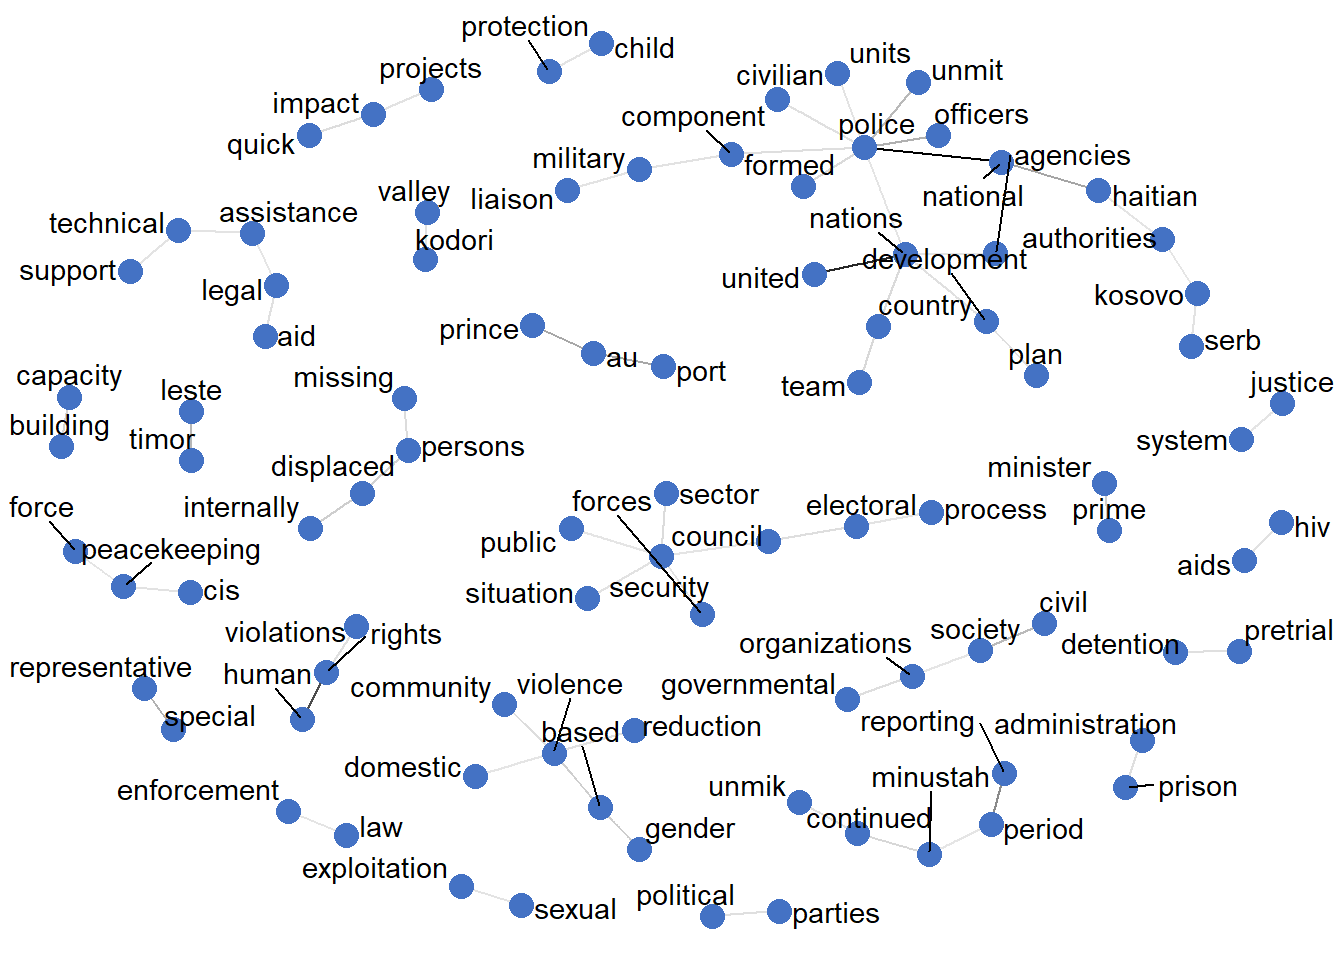 protection
child
units
projects
civilian
unmit
impact
component
officers
quick
police
military
formed
agencies
valley
liaison
national
haitian
technical
assistance
nations
kodori
authorities
support
united
development
legal
country
kosovo
prince
aid
au
plan
serb
capacity
missing
port
team
justice
leste
building
timor
persons
system
displaced
minister
force
internally
forces
sector
electoral
process
prime
hiv
peacekeeping
public
council
aids
cis
situation
security
civil
violations
rights
organizations
society
detention
pretrial
representative
human
community
violence
governmental
special
based
reduction
reporting
administration
domestic
minustah
enforcement
unmik
prison
law
continued
gender
period
exploitation
political
sexual
parties